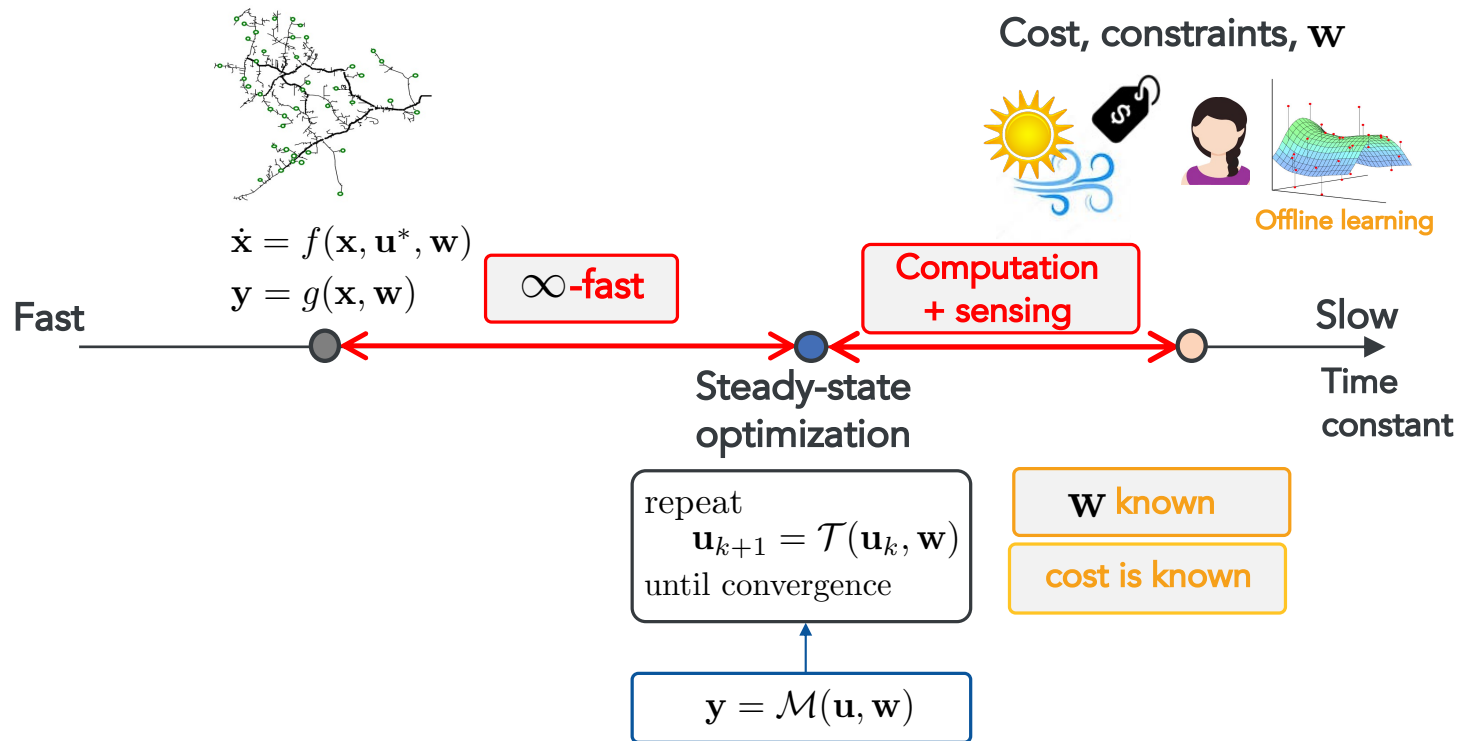 Cost, constraints, w
$
Offline learning
ẋ = f(x, u*, w)
y = g(x, w)
∞-fast
Computation
+ sensing
Fast
Slow
Time
constant
Steady-state
optimization
repeat
u_{k+1} = 𝒯(u_k, w)
until convergence
w known
cost is known
y = ℳ(u, w)